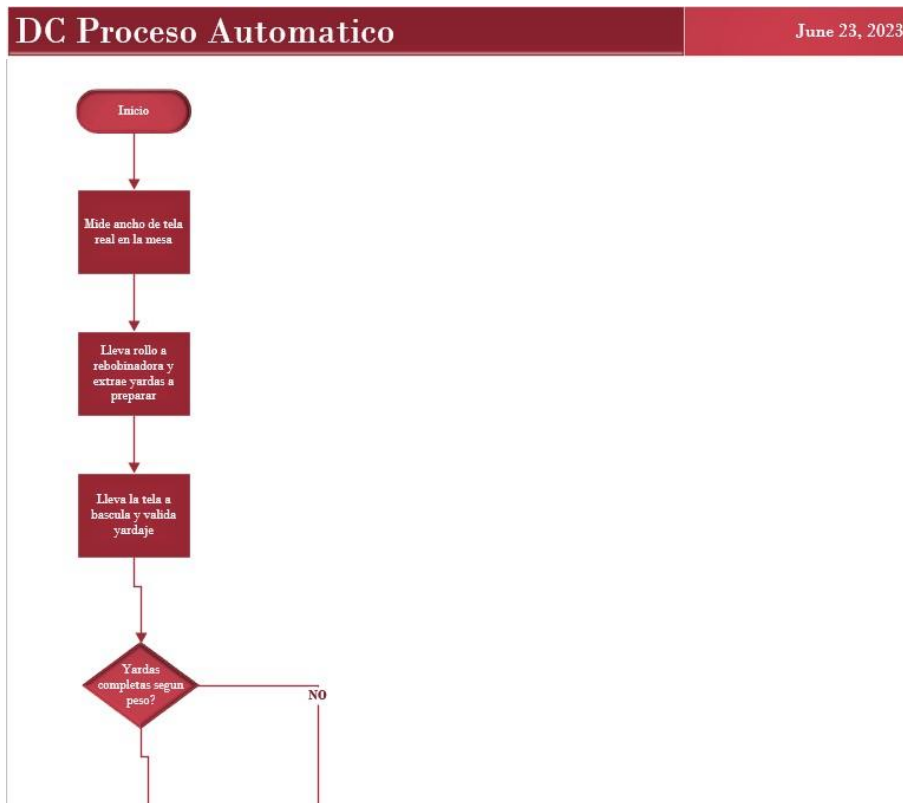 DC Proceso Automatico
June 23, 2023
Inicio
Mide ancho de tela
real en la mesa
Lleva rollo a
rebobinadora y
extrae yardas a
preparar
Lleva la tela a
bascula y valida
yardaje
Yardas
completas segun
peso?
NO